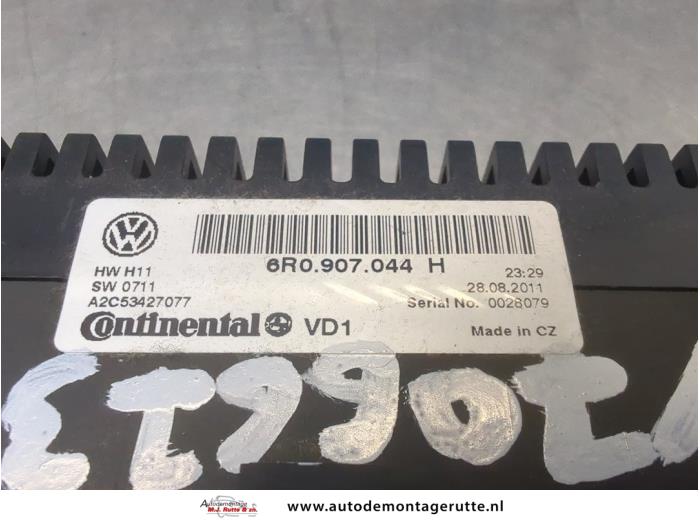 VW
6R0.907.044 H
HW H11
23:29
SW 0711
28.08.2011
A2C53427077
Serial No. 0028079
Continental VD1
Made in CZ
Autodemontage
M.J. Rutte & zn.
www.autodemontagerutte.nl